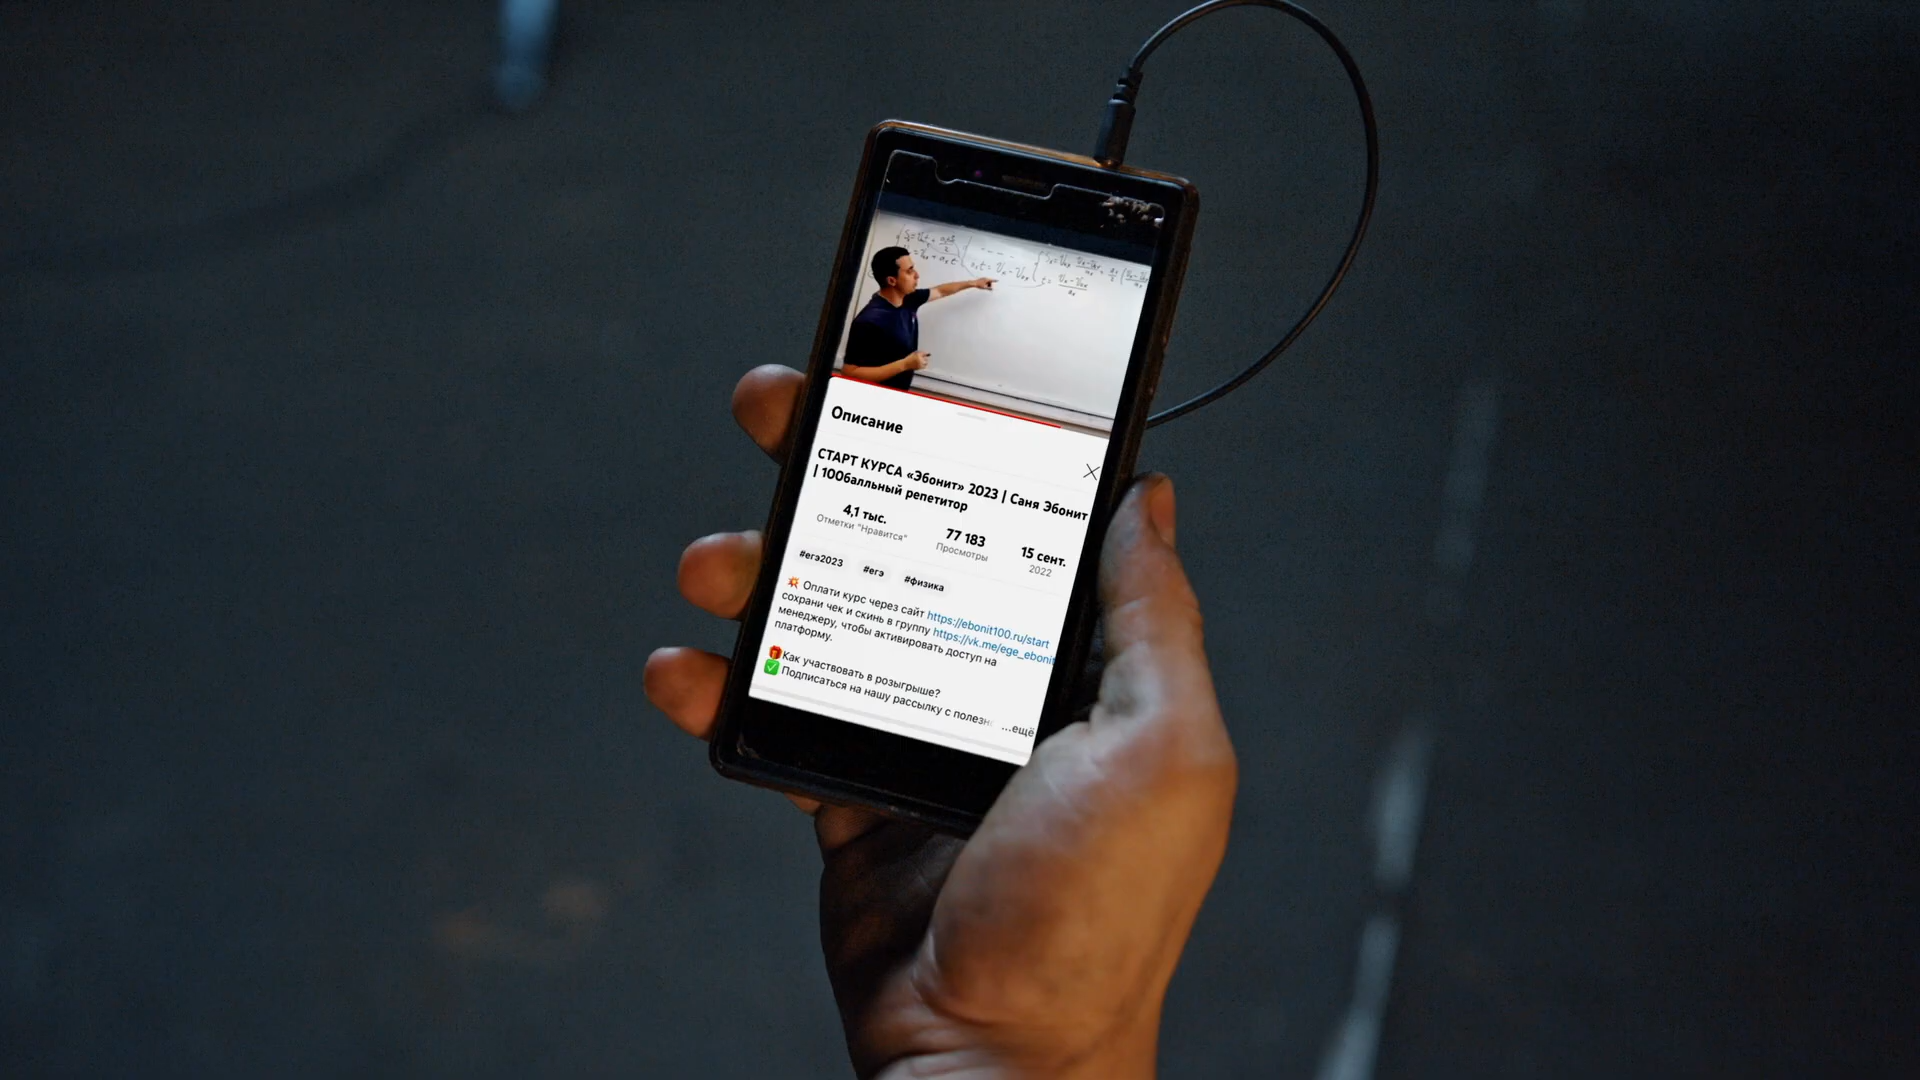 Описание
СТАРТ КУРСА «Эбонит» 2023 | Саня Эбонит
| 100балльный репетитор
4,1 тыс.
Отметки "Нравится"
77 183
Просмотры
15 сент.
2022
#егэ2023 #егэ #физика
💥 Оплати курс через сайт https://ebonit100.ru/start
сохрани чек и скинь в группу https://vk.me/ege_ebonit
менеджеру, чтобы активировать доступ на
платформу.
🎁Как участвовать в розыгрыше?
✅ Подписаться на нашу рассылку с полезн ...ещё